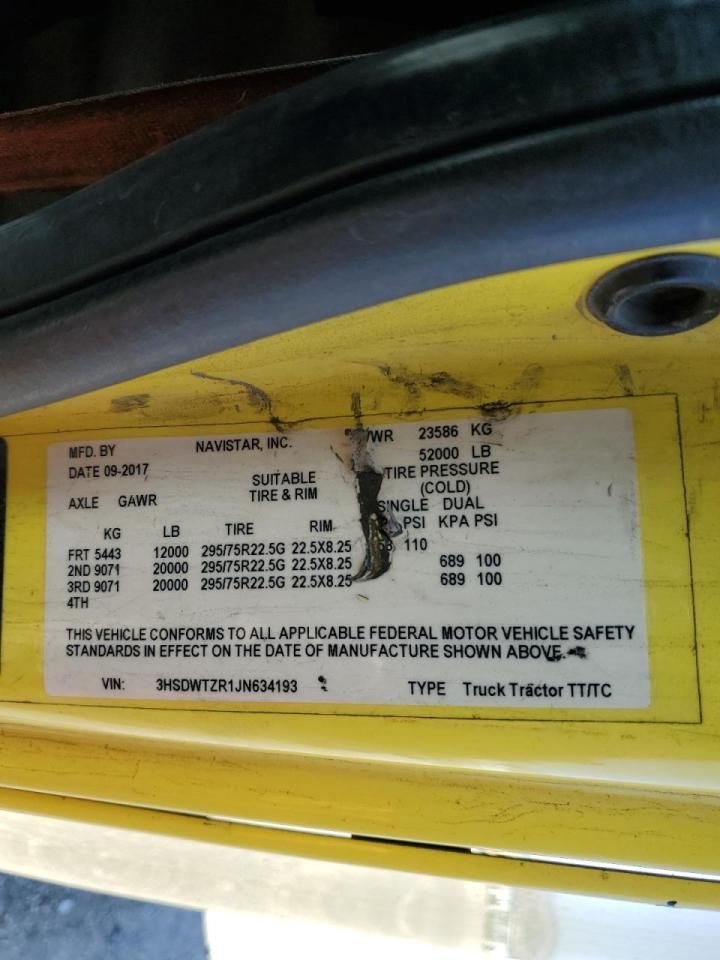 MFD. BY NAVISTAR, INC. 23586 KG
DATE 09-2017 52000 LB
SUITABLE TIRE PRESSURE
AXLE GAWR TIRE & RIM (COLD)
SINGLE DUAL
KG LB TIRE RIM PSI KPA PSI
FRT 5443 12000 295/75R22.5G 22.5X8.25 110
2ND 9071 20000 295/75R22.5G 22.5X8.25 689 100
3RD 9071 20000 295/75R22.5G 22.5X8.25 689 100
4TH
THIS VEHICLE CONFORMS TO ALL APPLICABLE FEDERAL MOTOR VEHICLE SAFETY
STANDARDS IN EFFECT ON THE DATE OF MANUFACTURE SHOWN ABOVE.
VIN: 3HSDWTZR1JN634193 TYPE Truck Tractor TT/TC